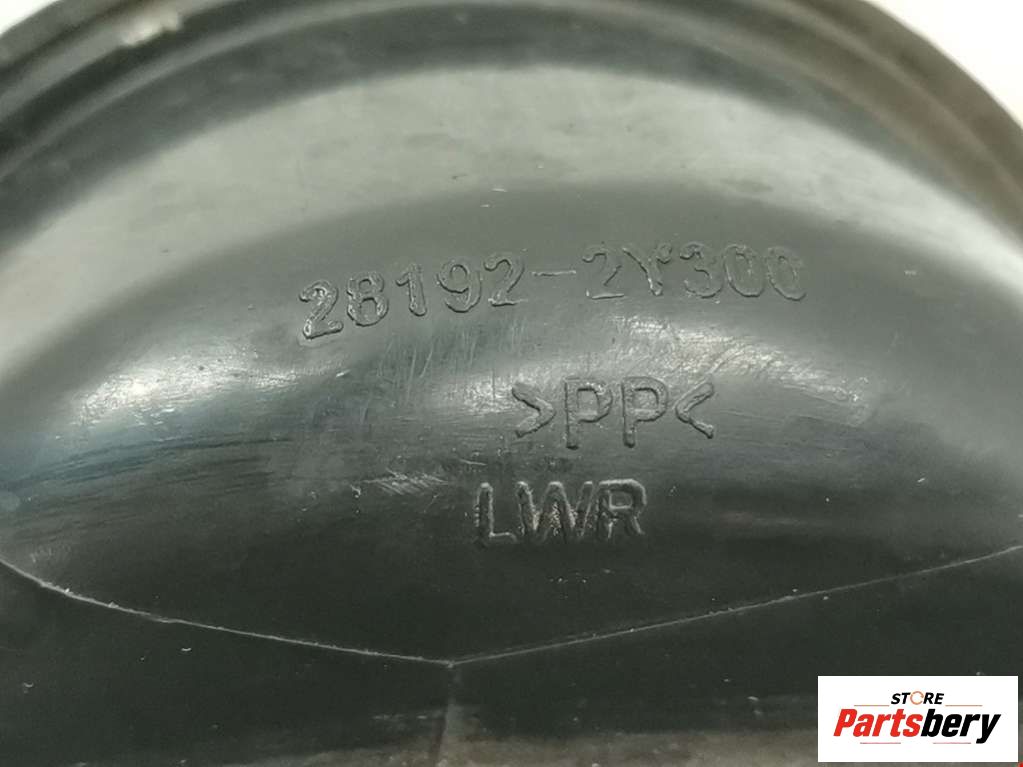 28192-2Y300
>PP<
LWR
STORE
Partsbery